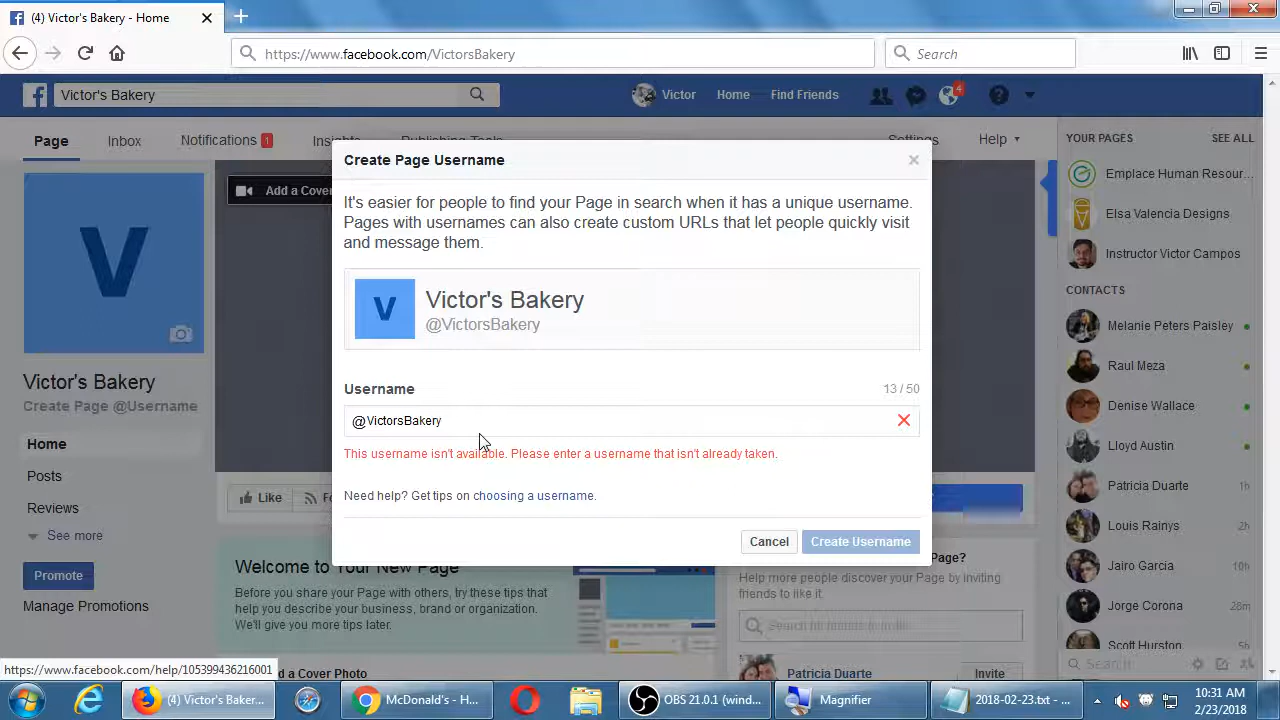 (4) Victor's Bakery - Home
https://www.facebook.com/VictorsBakery
Search
Victor's Bakery
Victor
Home
Find Friends
4
Page
Inbox
Notifications 1
Insights
Publishing Tools
Settings
Help
YOUR PAGES
SEE ALL
Create Page Username
It's easier for people to find your Page in search when it has a unique username.
Pages with usernames can also create custom URLs that let people quickly visit
and message them.
V
Victor's Bakery
@VictorsBakery
Username
13 / 50
@VictorsBakery
This username isn't available. Please enter a username that isn't already taken.
Need help? Get tips on choosing a username.
Cancel
Create Username
Add a Cover
V
Victor's Bakery
Create Page @Username
Home
Posts
Reviews
See more
Promote
Manage Promotions
Like
Welcome to Your New Page
Before you share your Page with others, try these tips that
help you describe your business, brand or organization.
We'll give you more tips later.
Add a Cover Photo
Page?
Help more people discover your Page by inviting
friends to like it.
Patricia Duarte
Invite
Emplace Human Resour...
Elsa Valencia Designs
Instructor Victor Campos
CONTACTS
Melanie Peters Paisley
Raul Meza
Denise Wallace
Lloyd Austin
Patricia Duarte 1h
Louis Rainys 2h
Jairo Garcia 10h
Jorge Corona 28m
Scott Hurston
Search
https://www.facebook.com/help/105399436216001
(4) Victor's Baker...
McDonald's - H...
OBS 21.0.1 (wind...
Magnifier
2018-02-23.txt - ...
10:31 AM
2/23/2018